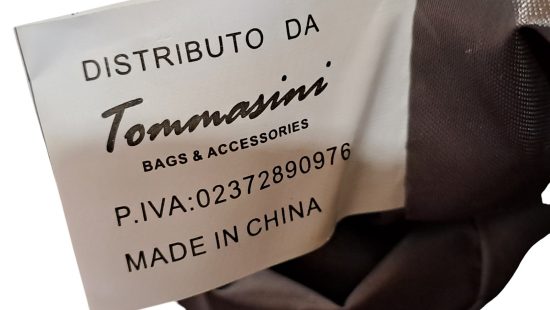 DISTRIBUTO DA
Tommasini
BAGS & ACCESSORIES
P.IVA:02372890976
MADE IN CHINA